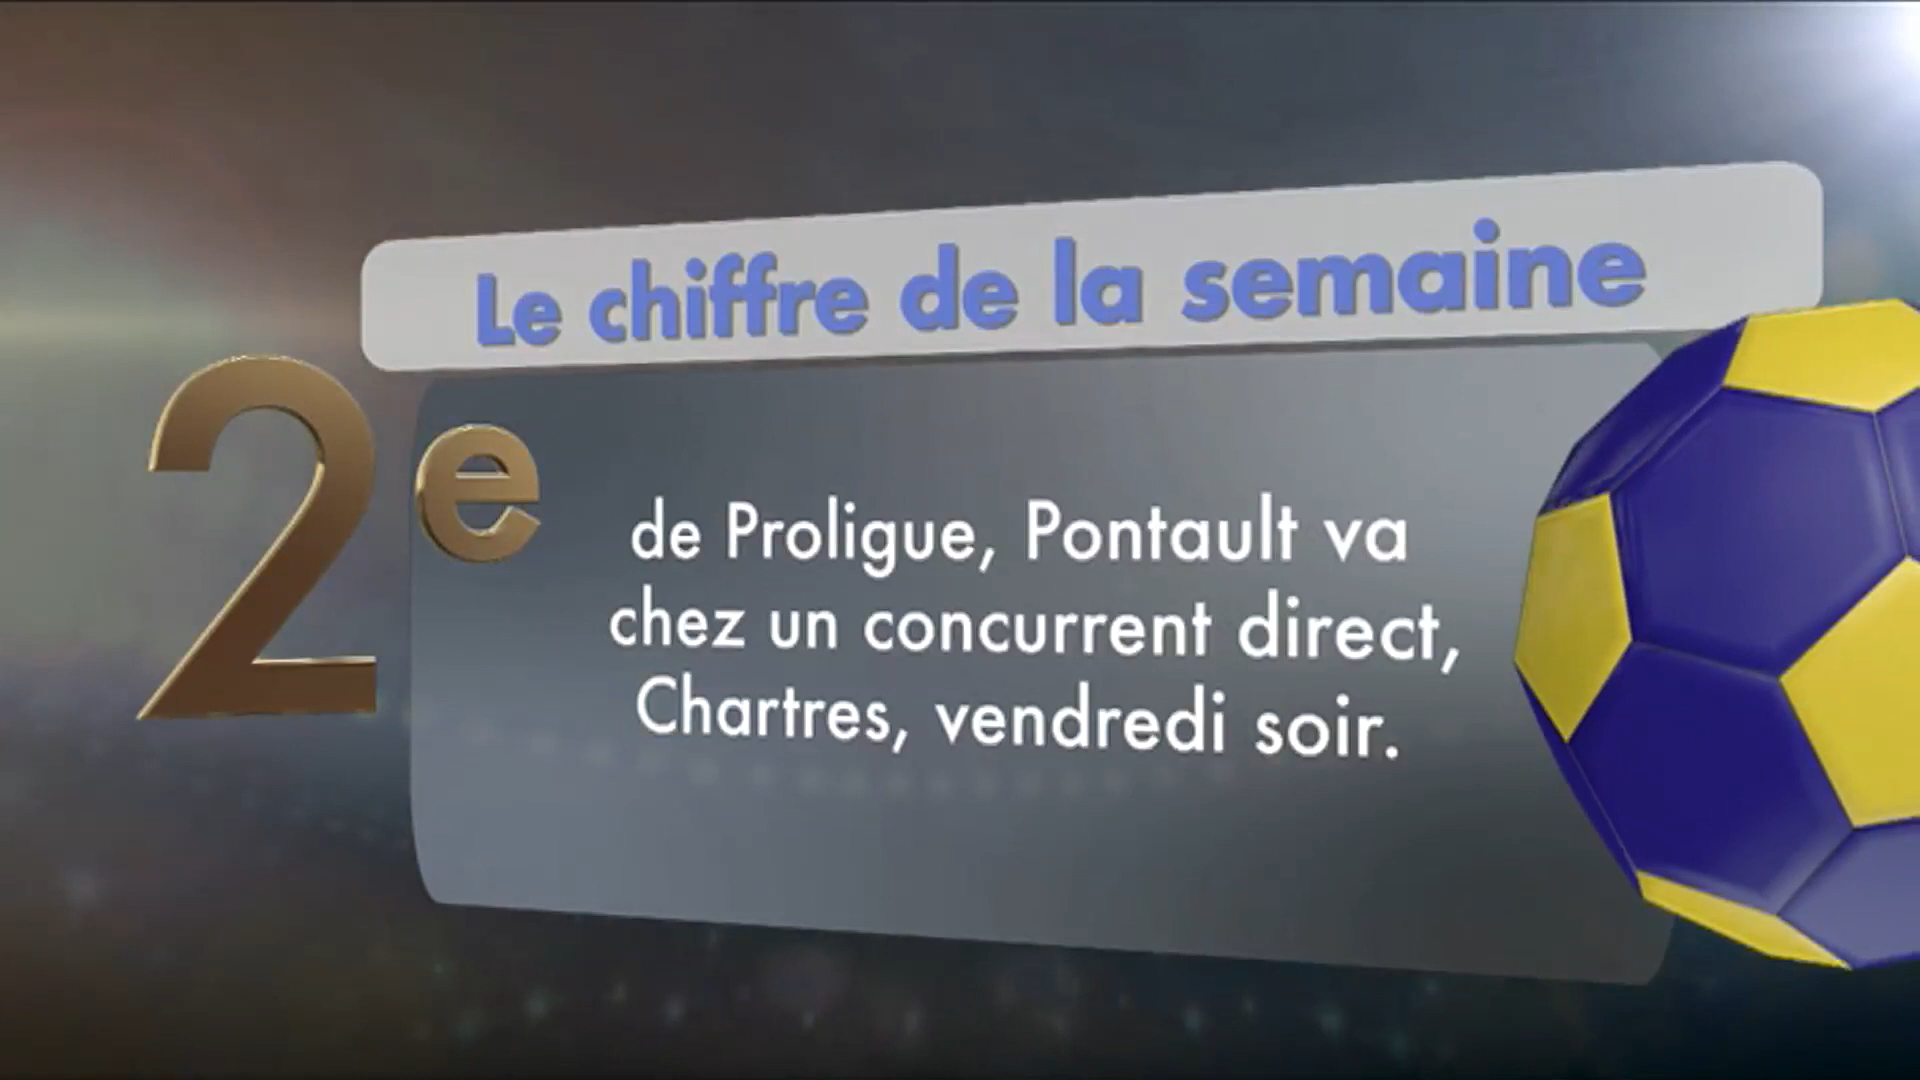 Le chiffre de la semaine
2e
de Proligue, Pontault va
chez un concurrent direct,
Chartres, vendredi soir.